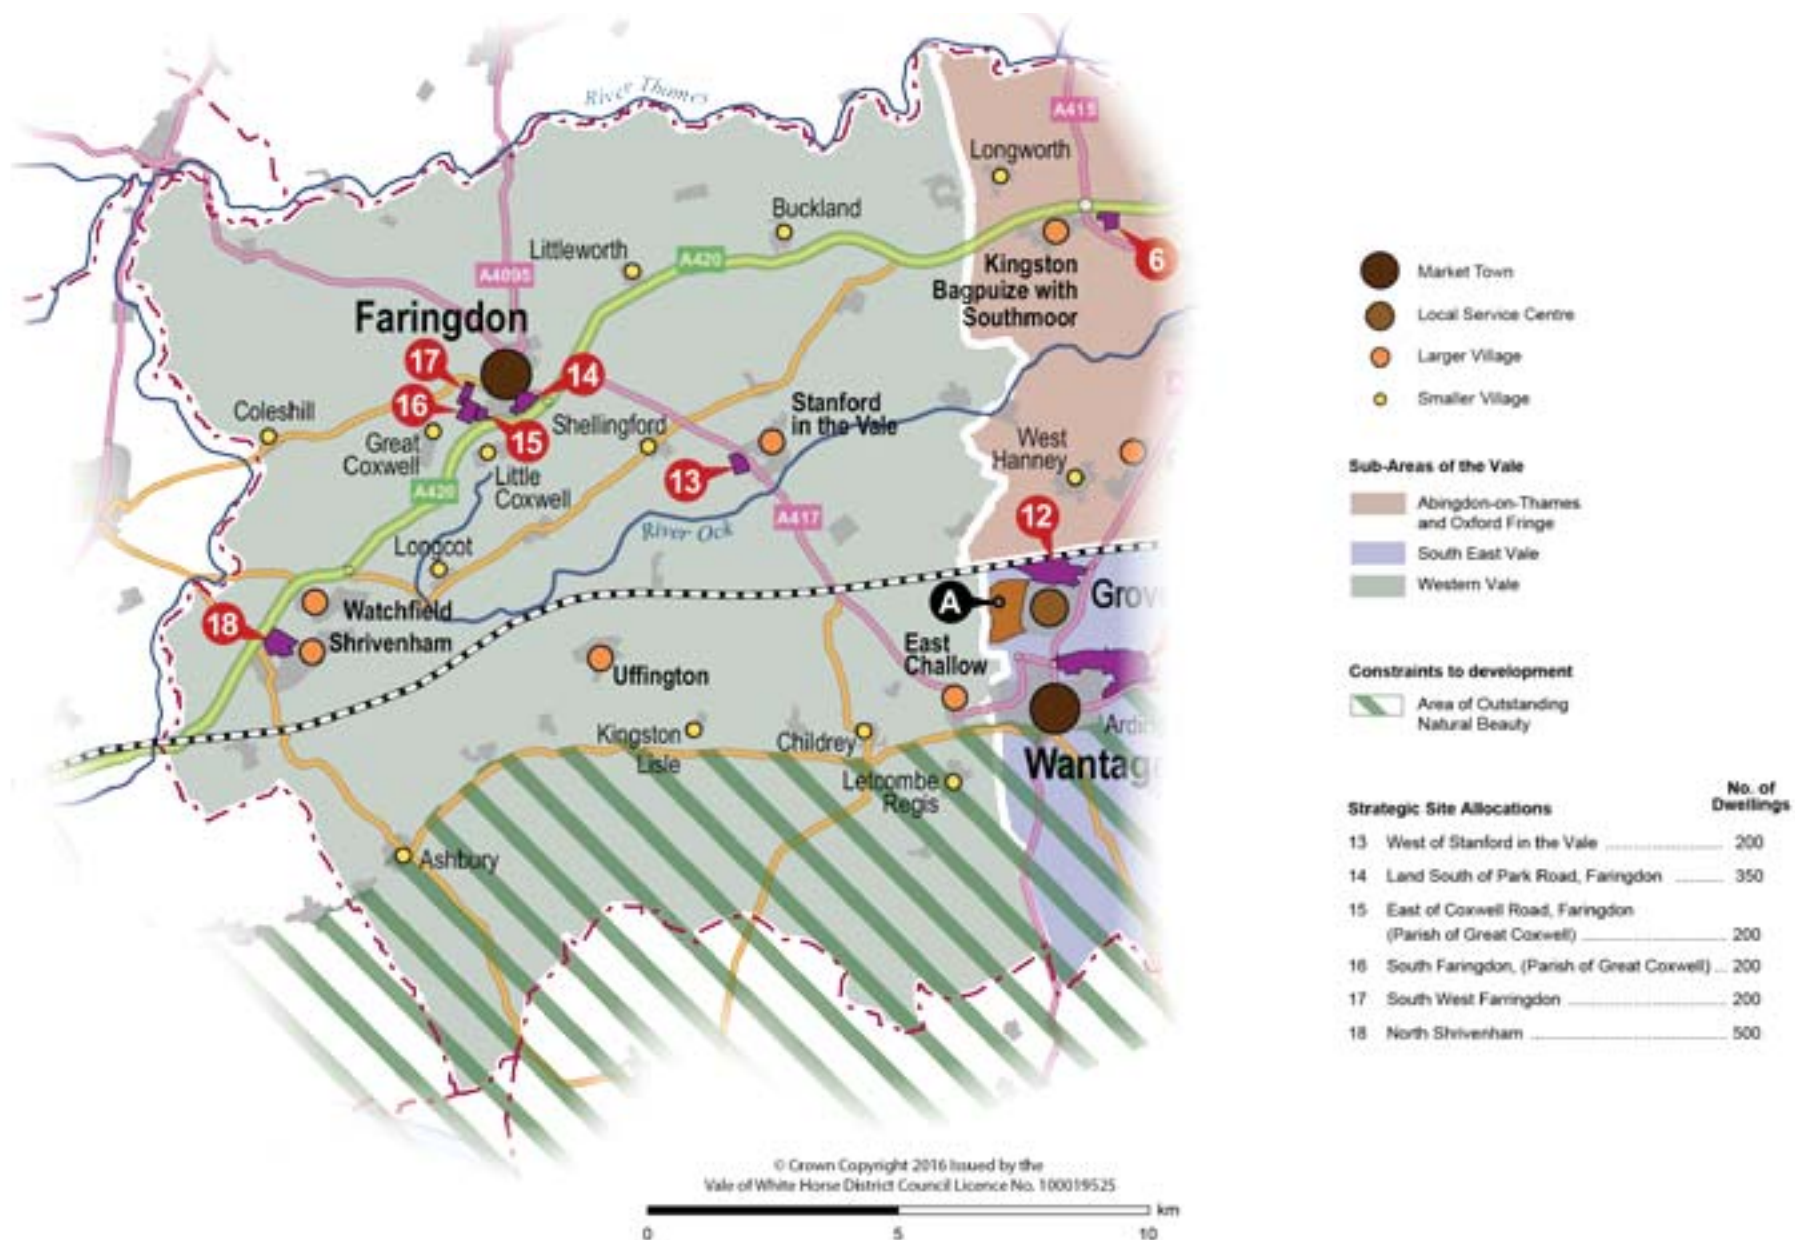 River Thames
A415
Longworth
Buckland
Littleworth
A420
A4095
6
Kingston
Bagpuize with
Southmoor
Faringdon
17
14
16
Coleshill
Stanford
in the Vale
Great
Coxwell
15
Shellingford
West
Hanney
Little
Coxwell
13
A420
A417
12
River Ock
Longcot
A
Grove
Watchfield
18
Shrivenham
East
Challow
Uffington
Kingston
Lisle
Childrey
Ardin
Wantag
Letcombe
Regis
Ashbury
© Crown Copyright 2016 Issued by the
Vale of White Horse District Council Licence No. 100019525
km
0 5 10
Market Town
Local Service Centre
Larger Village
Smaller Village
Sub-Areas of the Vale
Abingdon-on-Thames
and Oxford Fringe
South East Vale
Western Vale
Constraints to development
Area of Outstanding
Natural Beauty
Strategic Site Allocations
No. of
Dwellings
13 West of Stanford in the Vale 200
14 Land South of Park Road, Faringdon 350
15 East of Coxwell Road, Faringdon
(Parish of Great Coxwell) 200
16 South Faringdon, (Parish of Great Coxwell) 200
17 South West Farringdon 200
18 North Shrivenham 500